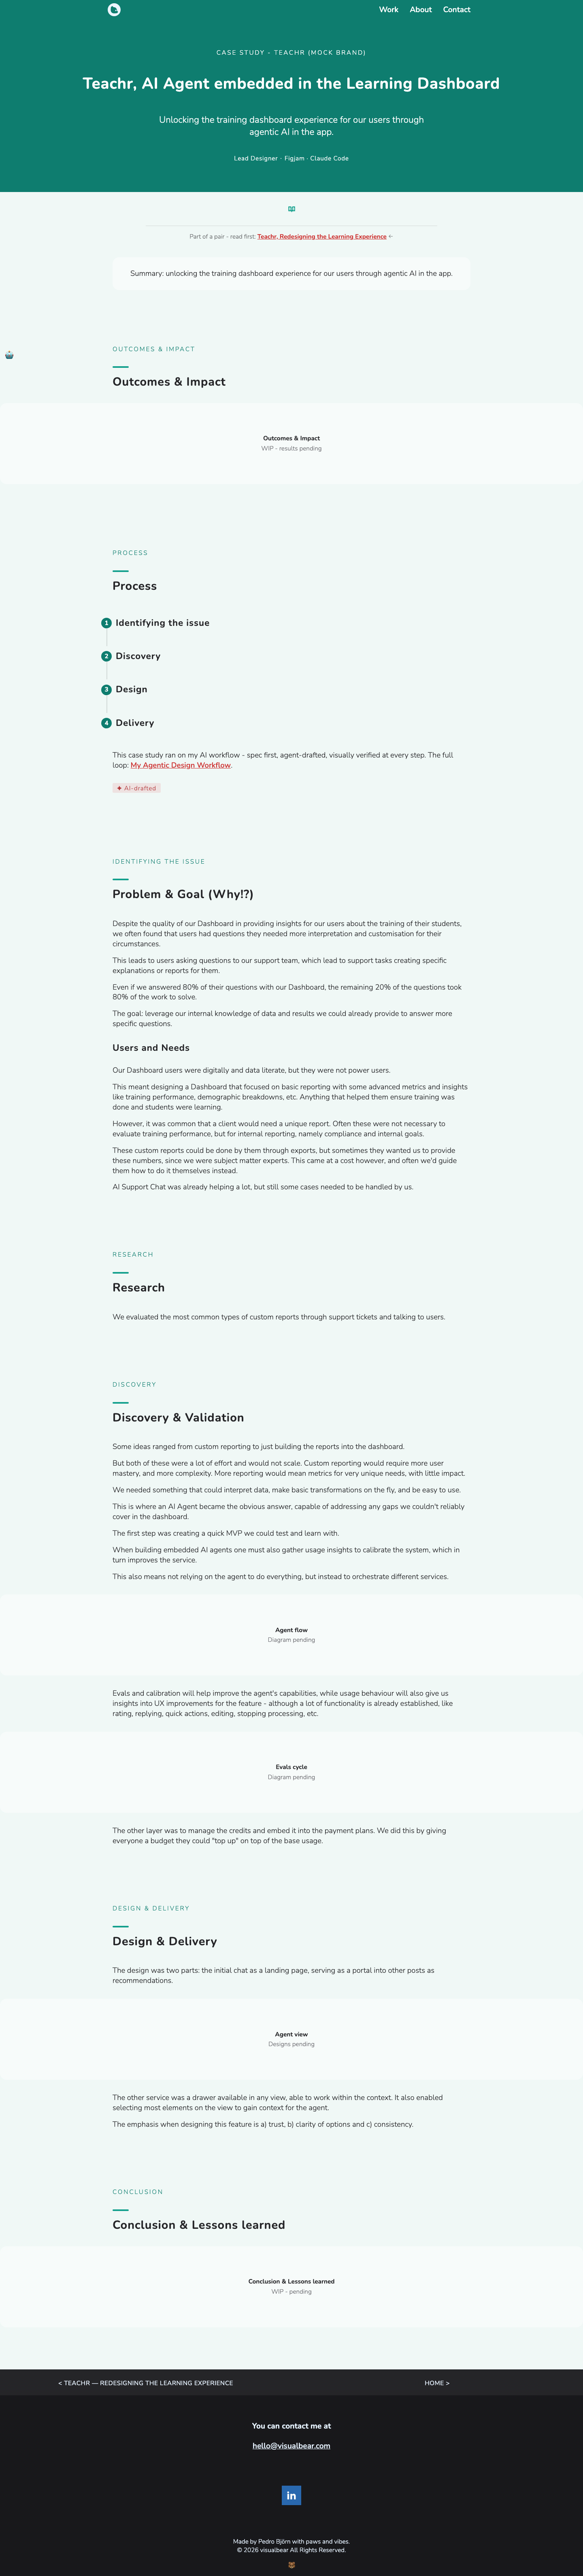 Work About Contact
CASE STUDY - TEACHR (MOCK BRAND)
Teachr, AI Agent embedded in the Learning Dashboard
Unlocking the training dashboard experience for our users through
agentic AI in the app.
Lead Designer · Figjam · Claude Code
Part of a pair - read first: Teachr, Redesigning the Learning Experience ←
Summary: unlocking the training dashboard experience for our users through agentic AI in the app.
OUTCOMES & IMPACT
Outcomes & Impact
Outcomes & Impact
WIP - results pending
PROCESS
Process
1 Identifying the issue
2 Discovery
3 Design
4 Delivery
This case study ran on my AI workflow - spec first, agent-drafted, visually verified at every step. The full
loop: My Agentic Design Workflow.
✦ AI-drafted
IDENTIFYING THE ISSUE
Problem & Goal (Why!?)
Despite the quality of our Dashboard in providing insights for our users about the training of their students,
we often found that users had questions they needed more interpretation and customisation for their
circumstances.
This leads to users asking questions to our support team, which lead to support tasks creating specific
explanations or reports for them.
Even if we answered 80% of their questions with our Dashboard, the remaining 20% of the questions took
80% of the work to solve.
The goal: leverage our internal knowledge of data and results we could already provide to answer more
specific questions.
Users and Needs
Our Dashboard users were digitally and data literate, but they were not power users.
This meant designing a Dashboard that focused on basic reporting with some advanced metrics and insights
like training performance, demographic breakdowns, etc. Anything that helped them ensure training was
done and students were learning.
However, it was common that a client would need a unique report. Often these were not necessary to
evaluate training performance, but for internal reporting, namely compliance and internal goals.
These custom reports could be done by them through exports, but sometimes they wanted us to provide
these numbers, since we were subject matter experts. This came at a cost however, and often we'd guide
them how to do it themselves instead.
AI Support Chat was already helping a lot, but still some cases needed to be handled by us.
RESEARCH
Research
We evaluated the most common types of custom reports through support tickets and talking to users.
DISCOVERY
Discovery & Validation
Some ideas ranged from custom reporting to just building the reports into the dashboard.
But both of these were a lot of effort and would not scale. Custom reporting would require more user
mastery, and more complexity. More reporting would mean metrics for very unique needs, with little impact.
We needed something that could interpret data, make basic transformations on the fly, and be easy to use.
This is where an AI Agent became the obvious answer, capable of addressing any gaps we couldn't reliably
cover in the dashboard.
The first step was creating a quick MVP we could test and learn with.
When building embedded AI agents one must also gather usage insights to calibrate the system, which in
turn improves the service.
This also means not relying on the agent to do everything, but instead to orchestrate different services.
Agent flow
Diagram pending
Evals and calibration will help improve the agent's capabilities, while usage behaviour will also give us
insights into UX improvements for the feature - although a lot of functionality is already established, like
rating, replying, quick actions, editing, stopping processing, etc.
Evals cycle
Diagram pending
The other layer was to manage the credits and embed it into the payment plans. We did this by giving
everyone a budget they could "top up" on top of the base usage.
DESIGN & DELIVERY
Design & Delivery
The design was two parts: the initial chat as a landing page, serving as a portal into other posts as
recommendations.
Agent view
Designs pending
The other service was a drawer available in any view, able to work within the context. It also enabled
selecting most elements on the view to gain context for the agent.
The emphasis when designing this feature is a) trust, b) clarity of options and c) consistency.
CONCLUSION
Conclusion & Lessons learned
Conclusion & Lessons learned
WIP - pending
< TEACHR — REDESIGNING THE LEARNING EXPERIENCE HOME >
You can contact me at
hello@visualbear.com
in
Made by Pedro Björn with paws and vibes.
© 2026 visualbear All Rights Reserved.